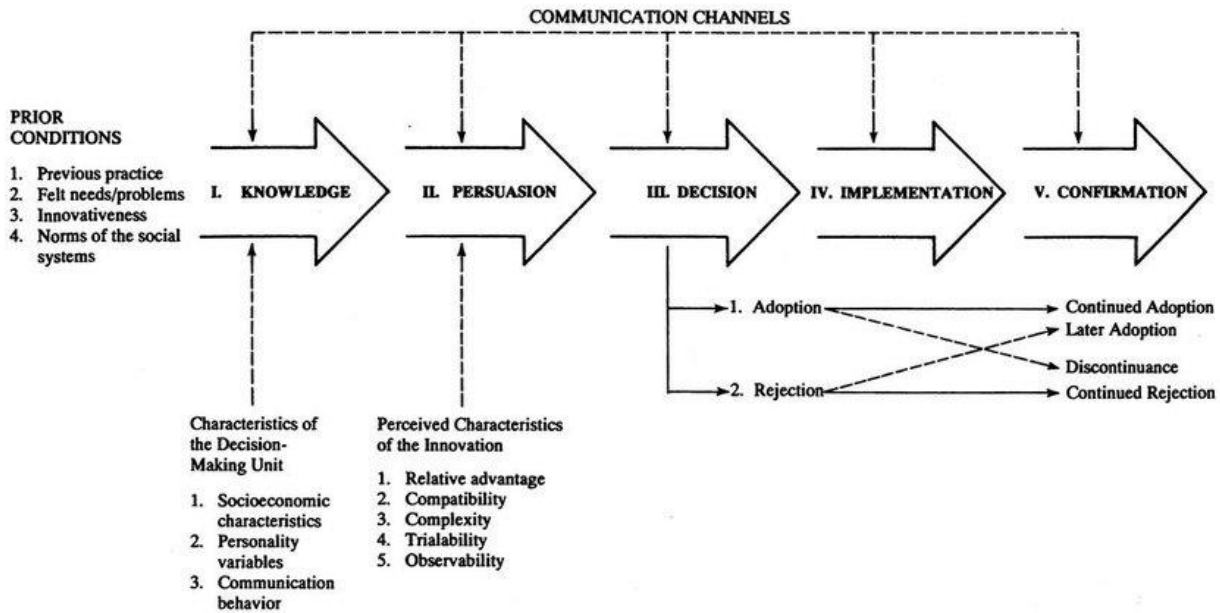 COMMUNICATION CHANNELS
PRIOR
CONDITIONS
1. Previous practice
2. Felt needs/problems
3. Innovativeness
4. Norms of the social
systems
I. KNOWLEDGE
II. PERSUASION
III. DECISION
IV. IMPLEMENTATION
V. CONFIRMATION
1. Adoption
2. Rejection
Continued Adoption
Later Adoption
Discontinuance
Continued Rejection
Characteristics of
the Decision-
Making Unit
1. Socioeconomic
characteristics
2. Personality
variables
3. Communication
behavior
Perceived Characteristics
of the Innovation
1. Relative advantage
2. Compatibility
3. Complexity
4. Trialability
5. Observability